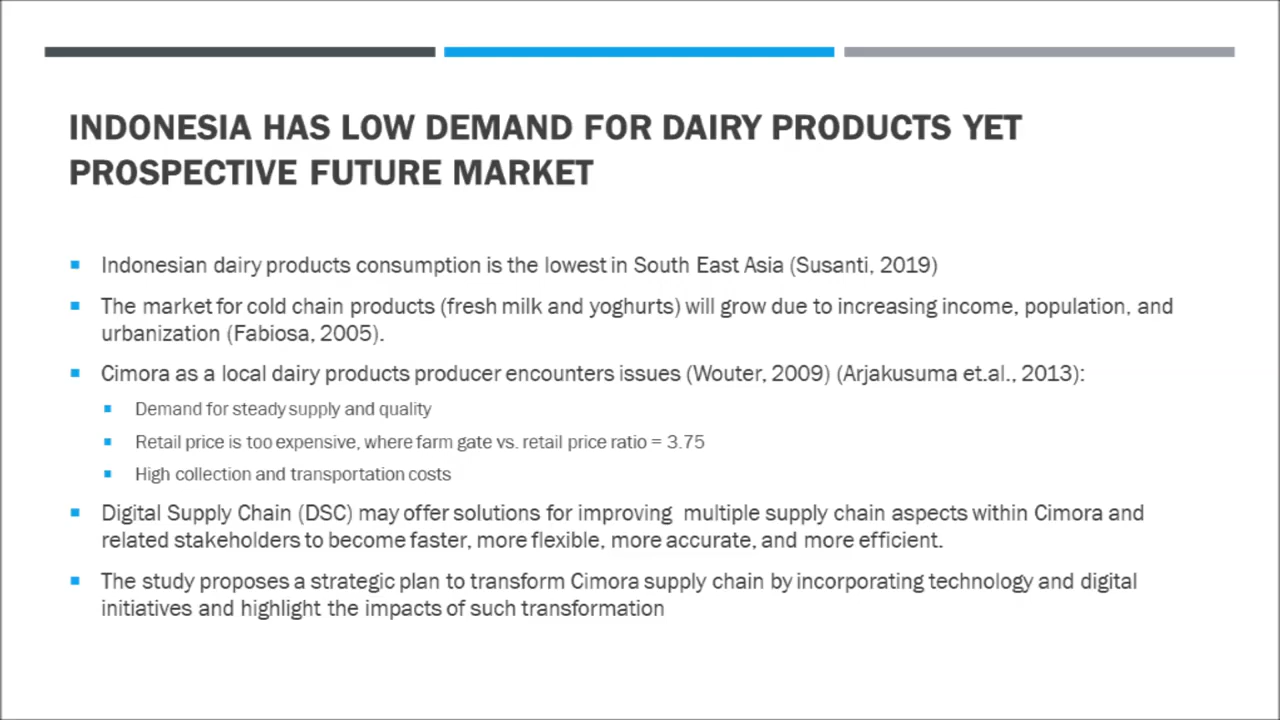 INDONESIA HAS LOW DEMAND FOR DAIRY PRODUCTS YET
PROSPECTIVE FUTURE MARKET
Indonesian dairy products consumption is the lowest in South East Asia (Susanti, 2019)
The market for cold chain products (fresh milk and yoghurts) will grow due to increasing income, population, and
urbanization (Fabiosa, 2005).
Cimora as a local dairy products producer encounters issues (Wouter, 2009) (Arjakusuma et.al., 2013):
Demand for steady supply and quality
Retail price is too expensive, where farm gate vs. retail price ratio = 3.75
High collection and transportation costs
Digital Supply Chain (DSC) may offer solutions for improving  multiple supply chain aspects within Cimora and
related stakeholders to become faster, more flexible, more accurate, and more efficient.
The study proposes a strategic plan to transform Cimora supply chain by incorporating technology and digital
initiatives and highlight the impacts of such transformation